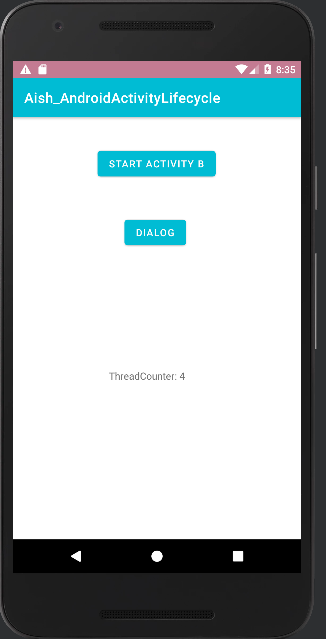 8:35
Aish_AndroidActivityLifecycle
START ACTIVITY B
DIALOG
ThreadCounter: 4